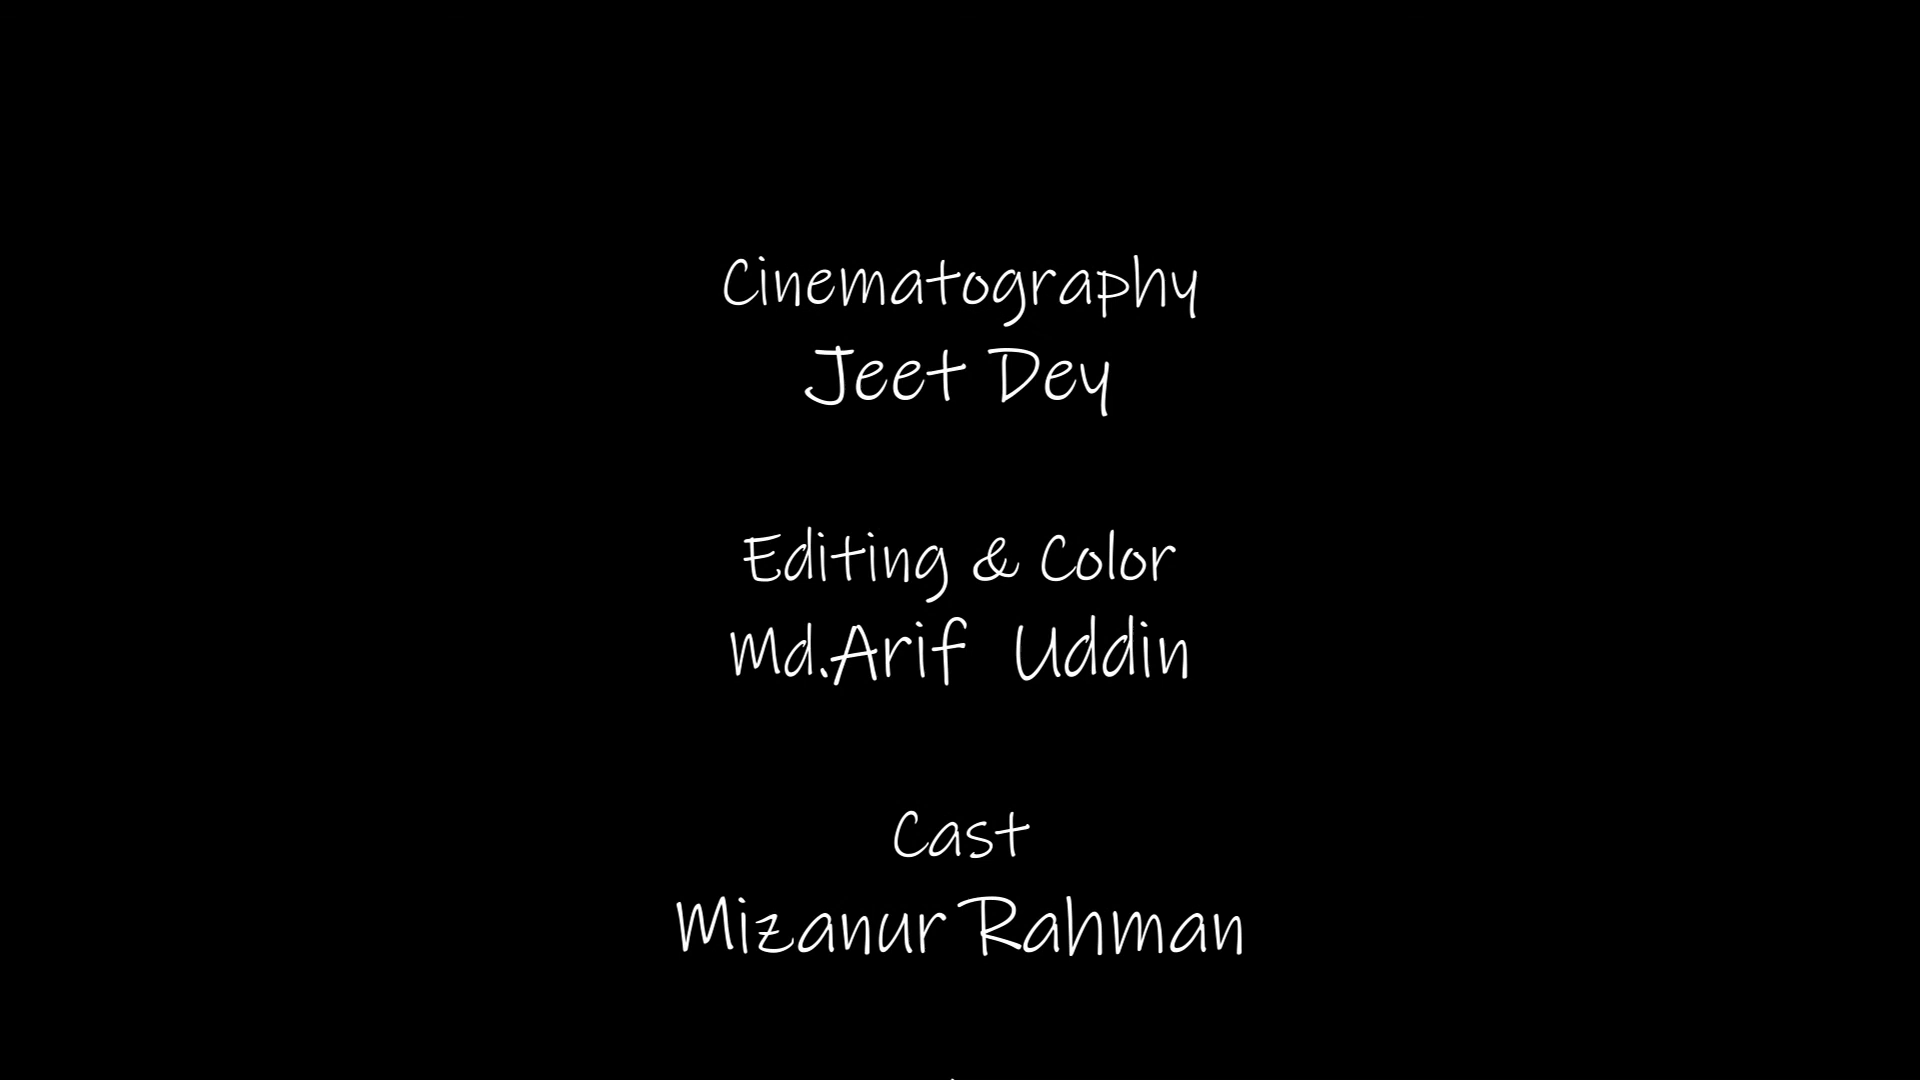 Cinematography
Jeet Dey
Editing & Color
Md.Arif Uddin
Cast
Mizanur Rahman